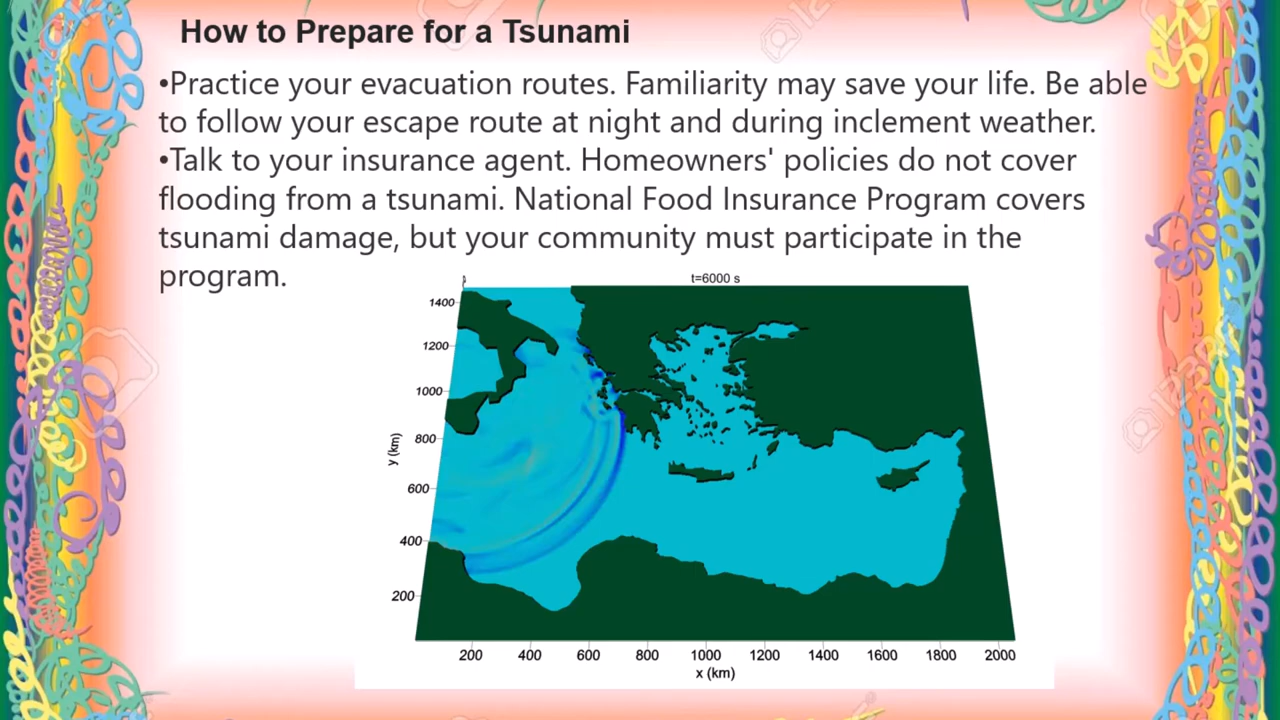 How to Prepare for a Tsunami
•Practice your evacuation routes. Familiarity may save your life. Be able
to follow your escape route at night and during inclement weather.
•Talk to your insurance agent. Homeowners' policies do not cover
flooding from a tsunami. National Food Insurance Program covers
tsunami damage, but your community must participate in the
program.
t=6000 s
1400
1200
1000
800
600
400
200
y (km)
200 400 600 800 1000 1200 1400 1600 1800 2000
x (km)